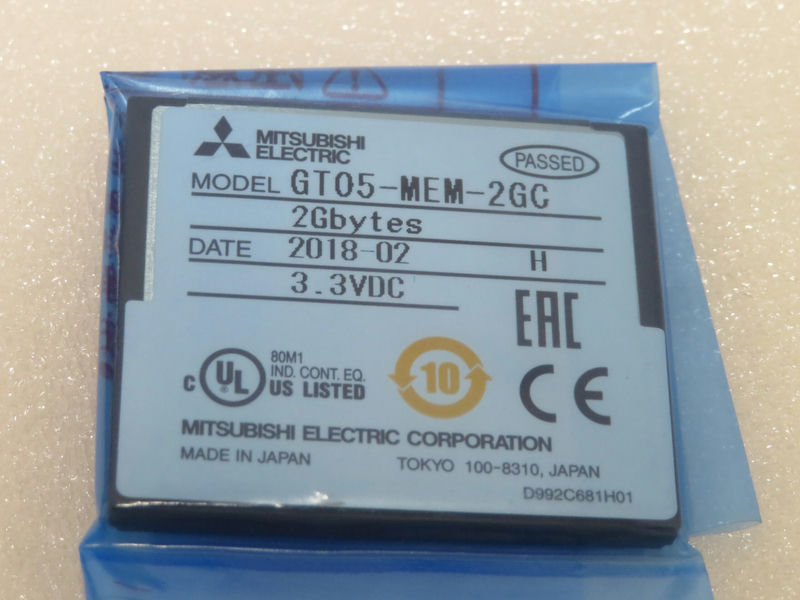 MITSUBISHI
ELECTRIC
PASSED
MODEL GT05-MEM-2GC
2Gbytes
DATE 2018-02 H
3.3VDC
EAC
C UL ® US LISTED
80M1
IND. CONT. EQ.
10
CE
MITSUBISHI ELECTRIC CORPORATION
MADE IN JAPAN TOKYO 100-8310, JAPAN
D992C681H01